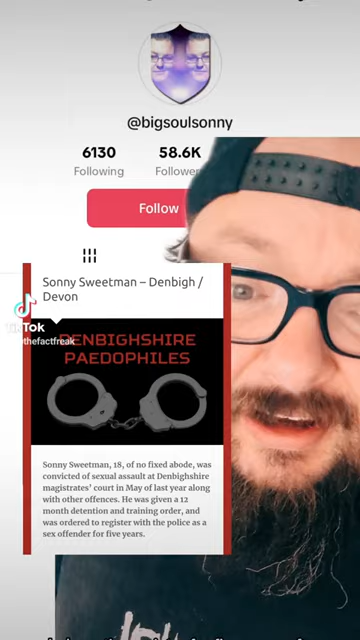 @bigsoulsonny
6130
58.6K
Following
Follower
Follow
Sonny Sweetman – Denbigh /
Devon
TikTok
thefactfreak
DENBIGHSHIRE
PAEDOPHILES
Sonny Sweetman, 18, of no fixed abode, was
convicted of sexual assault at Denbighshire
magistrates' court in May of last year along
with other offences. He was given a 12
month detention and training order, and
was ordered to register with the police as a
sex offender for five years.